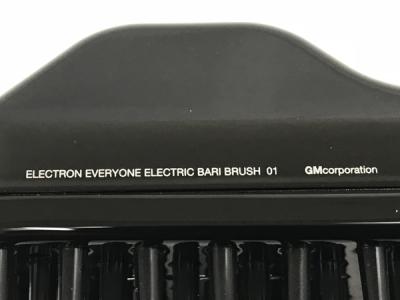 ELECTRON EVERYONE ELECTRIC BARI BRUSH 01 GMcorporation